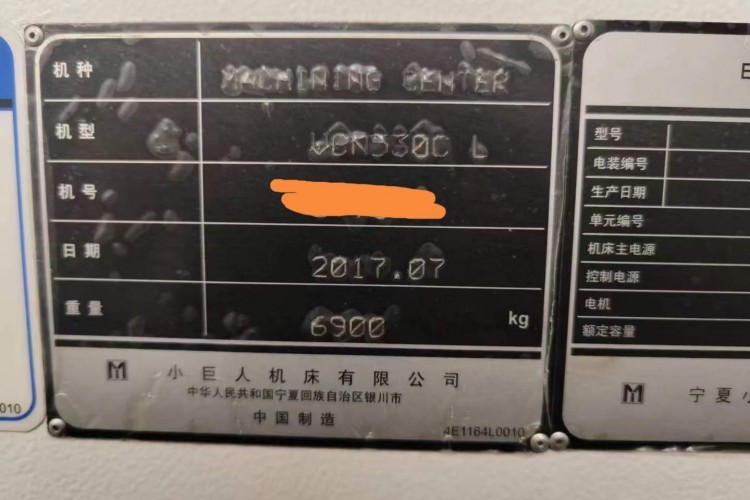 机种 MACHINING CENTER
机型 VCN530C L
机号
日期 2017.07
重量 6900 kg
小巨人机床有限公司
中华人民共和国宁夏回族自治区银川市
中国制造
4E1164L0010
010
型号
电装编号
生产日期
单元编号
机床主电源
控制电源
电机
额定容量
宁夏小